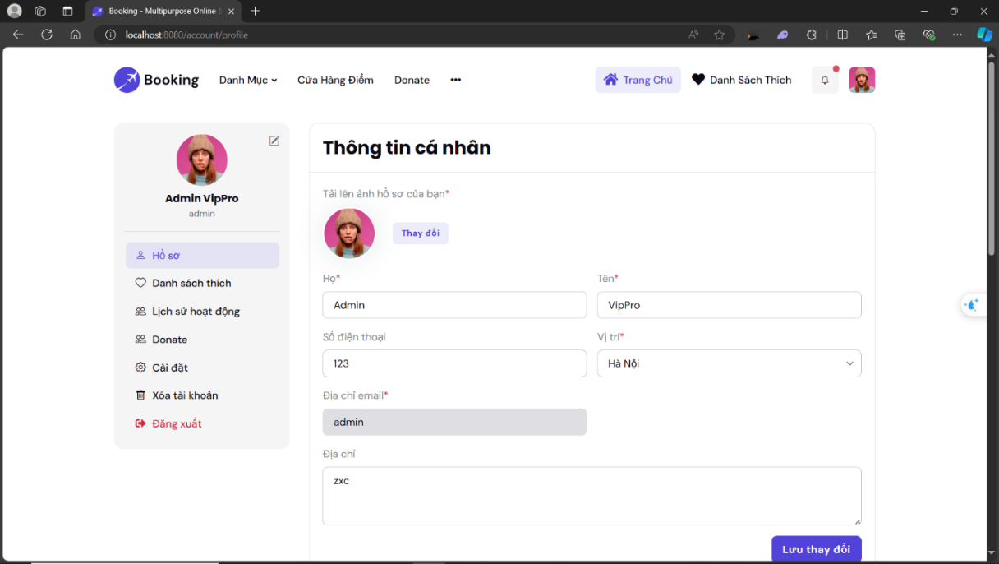 Booking - Multipurpose Online
localhost:8080/account/profile
Booking
Danh Mục
Cửa Hàng Điểm
Donate
Trang Chủ
Danh Sách Thích
Admin VipPro
admin
Hồ sơ
Danh sách thích
Lịch sử hoạt động
Donate
Cài đặt
Xóa tài khoản
Đăng xuất
Thông tin cá nhân
Tải lên ảnh hồ sơ của bạn*
Thay đổi
Họ*
Tên*
Admin
VipPro
Số điện thoại
Vị trí*
123
Hà Nội
Địa chỉ email*
admin
Địa chỉ
zxc
Lưu thay đổi